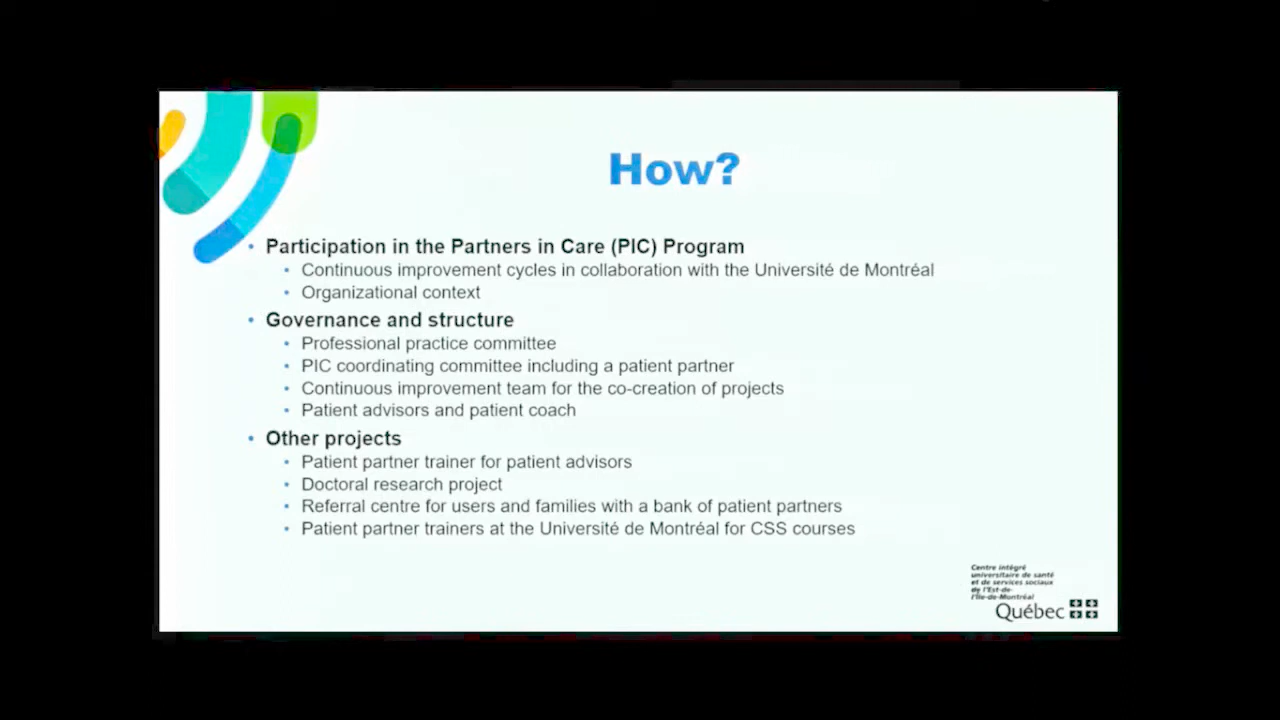 How?
• Participation in the Partners in Care (PIC) Program
• Continuous improvement cycles in collaboration with the Université de Montréal
• Organizational context
• Governance and structure
• Professional practice committee
• PIC coordinating committee including a patient partner
• Continuous improvement team for the co-creation of projects
• Patient advisors and patient coach
• Other projects
• Patient partner trainer for patient advisors
• Doctoral research project
• Referral centre for users and families with a bank of patient partners
• Patient partner trainers at the Université de Montréal for CSS courses
Centre intégré
universitaire de santé
et de services sociaux
de l'Est-de-
l'Île-de-Montréal
Québec